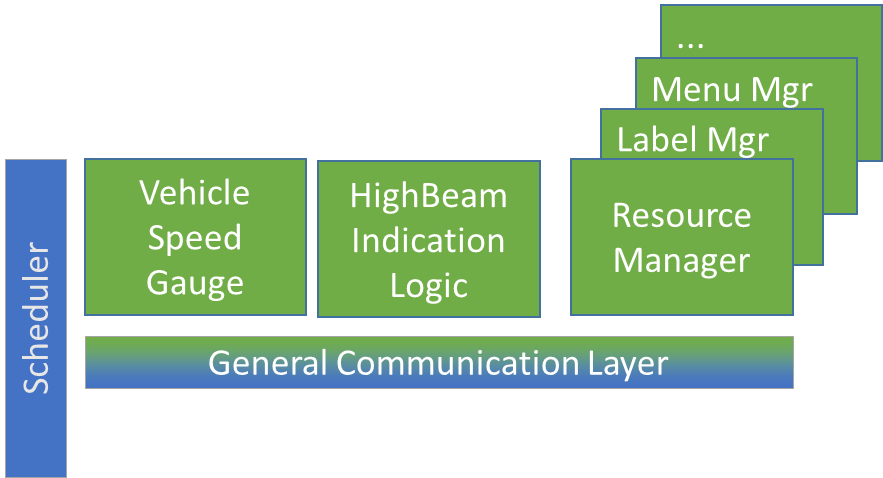 ...
Menu Mgr
Label Mgr
Vehicle
Speed
Gauge
HighBeam
Indication
Logic
Resource
Manager
Scheduler
General Communication Layer